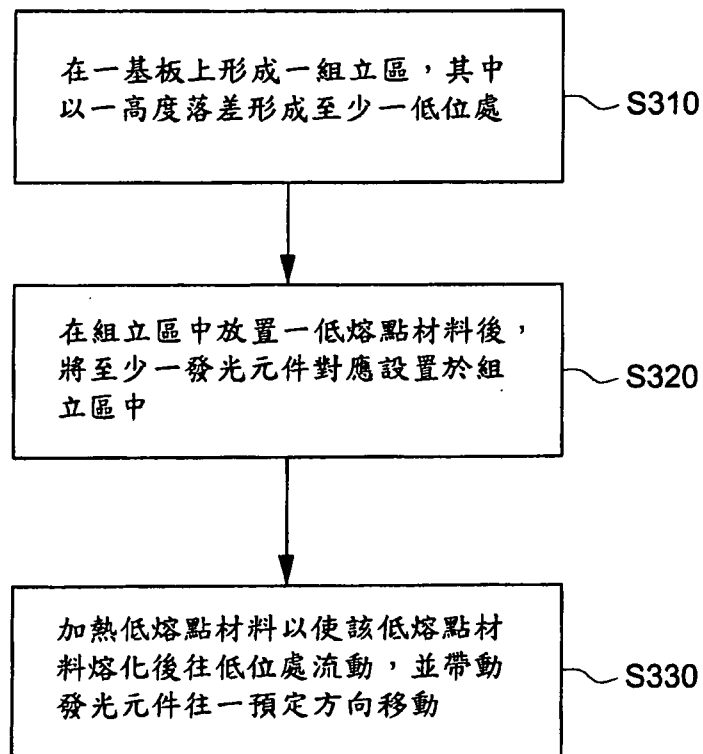 在一基板上形成一組立區，其中
以一高度落差形成至少一低位處
S310
在組立區中放置一低熔點材料後，
將至少一發光元件對應設置於組
立區中
S320
加熱低熔點材料以使該低熔點材
料熔化後往低位處流動，並帶動
發光元件往一預定方向移動
S330